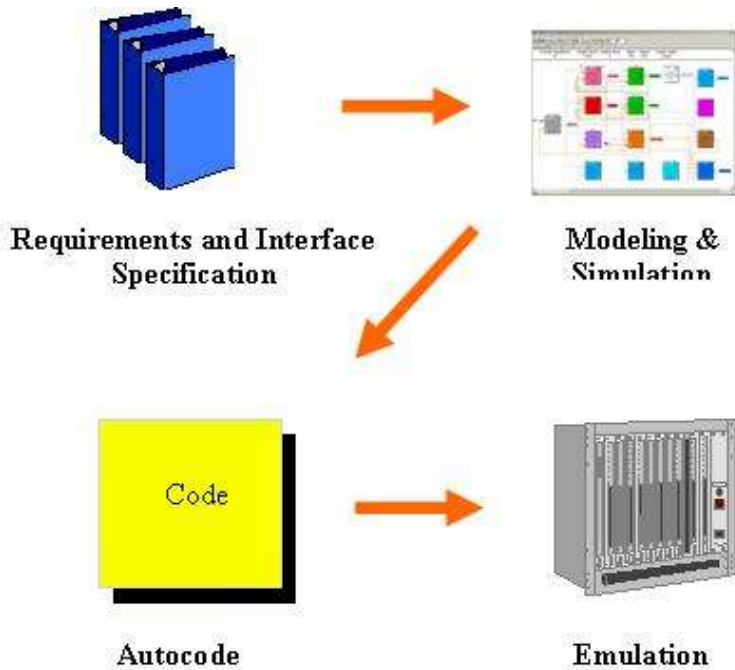 Requirements and Interface
Specification
Modeling &
Simulation
Code
Autocode
Emulation